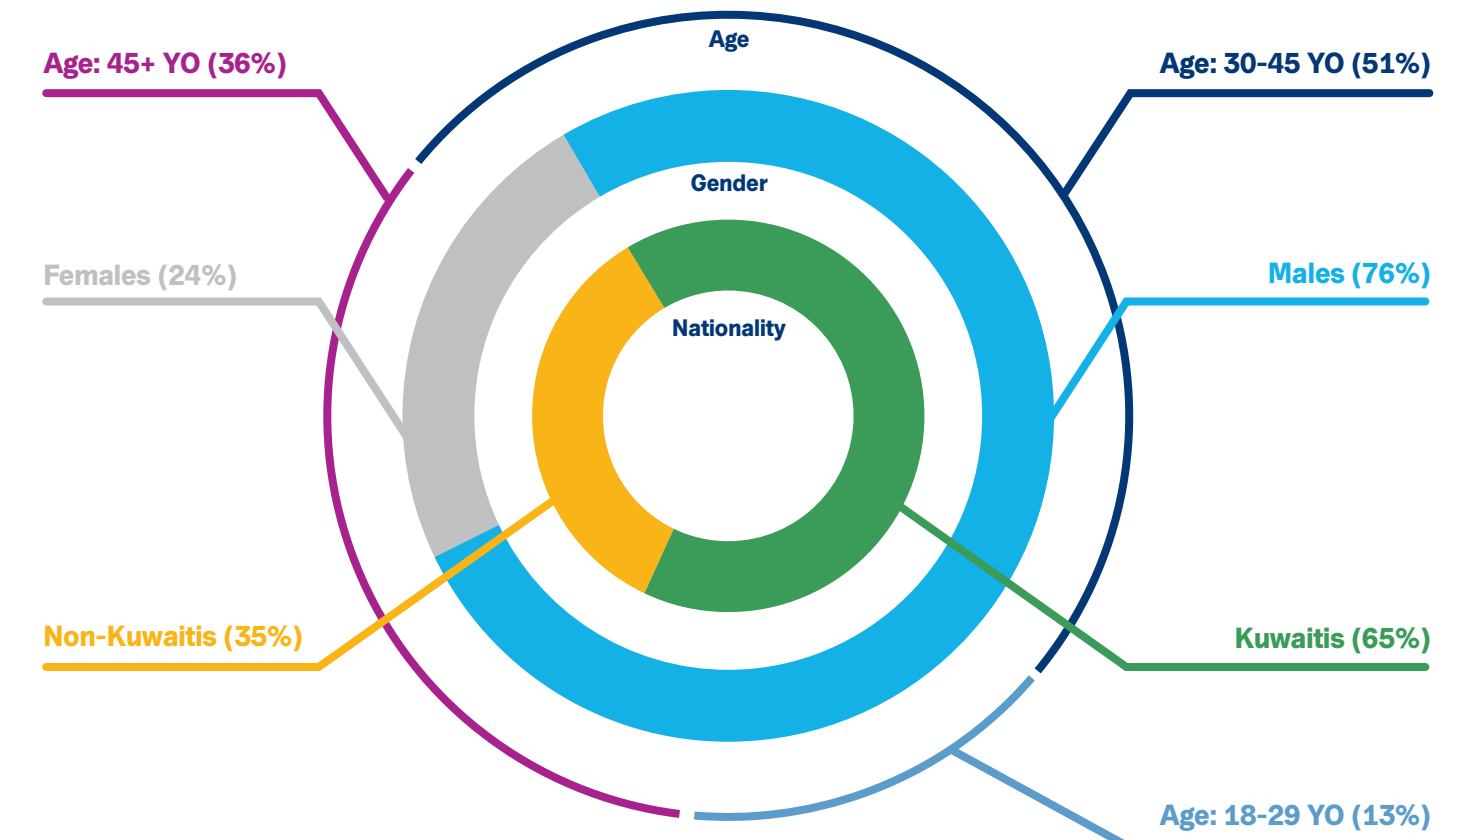 Age
Age: 45+ YO (36%)
Age: 30-45 YO (51%)
Gender
Females (24%)
Males (76%)
Nationality
Non-Kuwaitis (35%)
Kuwaitis (65%)
Age: 18-29 YO (13%)